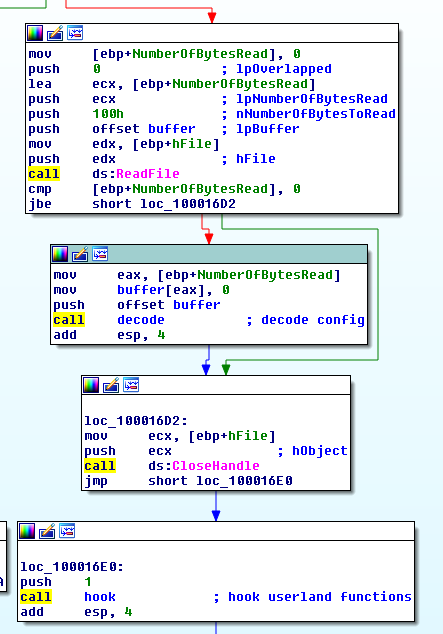 mov [ebp+NumberOfBytesRead], 0
push 0 ; lpOverlapped
lea ecx, [ebp+NumberOfBytesRead]
push ecx ; lpNumberOfBytesRead
push 100h ; nNumberOfBytesToRead
push offset buffer ; lpBuffer
mov edx, [ebp+hFile]
push edx ; hFile
call ds:ReadFile
cmp [ebp+NumberOfBytesRead], 0
jbe short loc_100016D2
mov eax, [ebp+NumberOfBytesRead]
mov buffer[eax], 0
push offset buffer
call decode ; decode config
add esp, 4
loc_100016D2:
mov ecx, [ebp+hFile]
push ecx ; hObject
call ds:CloseHandle
jmp short loc_100016E0
loc_100016E0:
push 1
call hook ; hook userland functions
add esp, 4